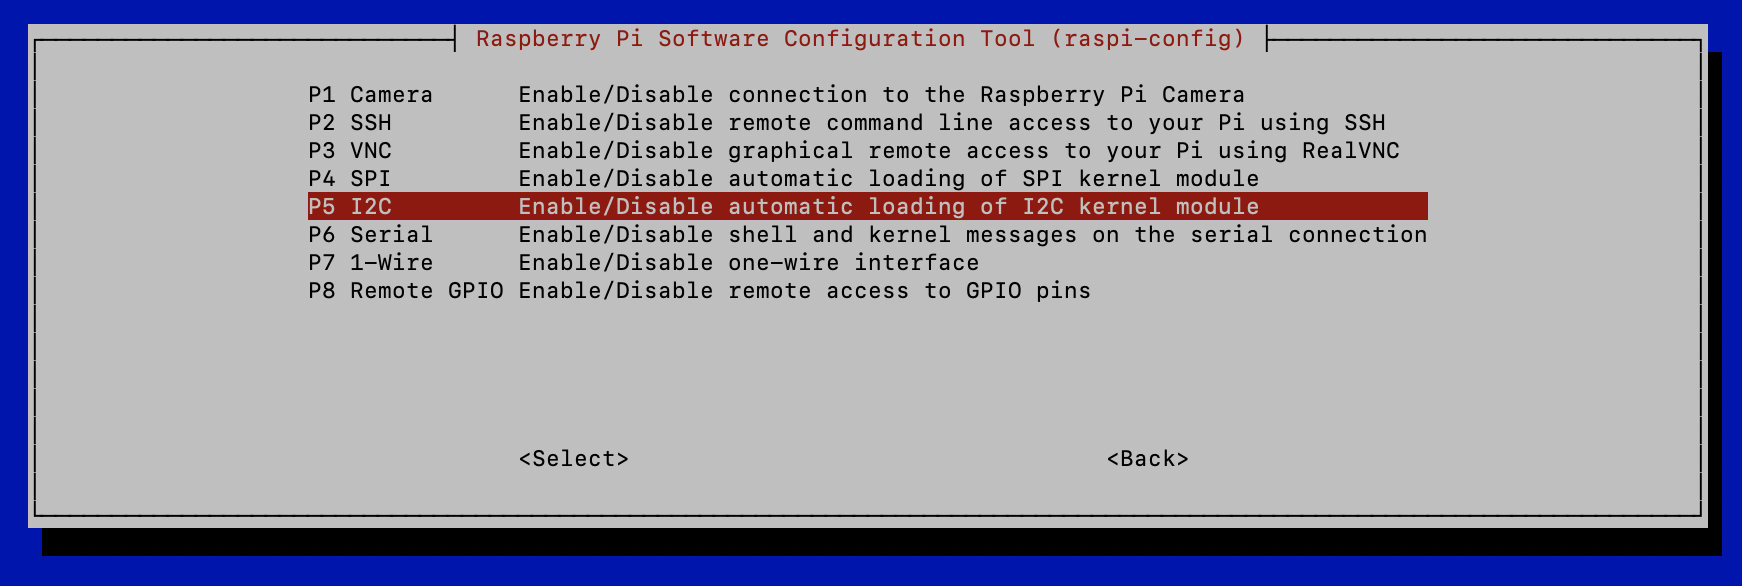 Raspberry Pi Software Configuration Tool (raspi-config)
P1 Camera Enable/Disable connection to the Raspberry Pi Camera
P2 SSH Enable/Disable remote command line access to your Pi using SSH
P3 VNC Enable/Disable graphical remote access to your Pi using RealVNC
P4 SPI Enable/Disable automatic loading of SPI kernel module
P5 I2C Enable/Disable automatic loading of I2C kernel module
P6 Serial Enable/Disable shell and kernel messages on the serial connection
P7 1-Wire Enable/Disable one-wire interface
P8 Remote GPIO Enable/Disable remote access to GPIO pins
<Select> <Back>